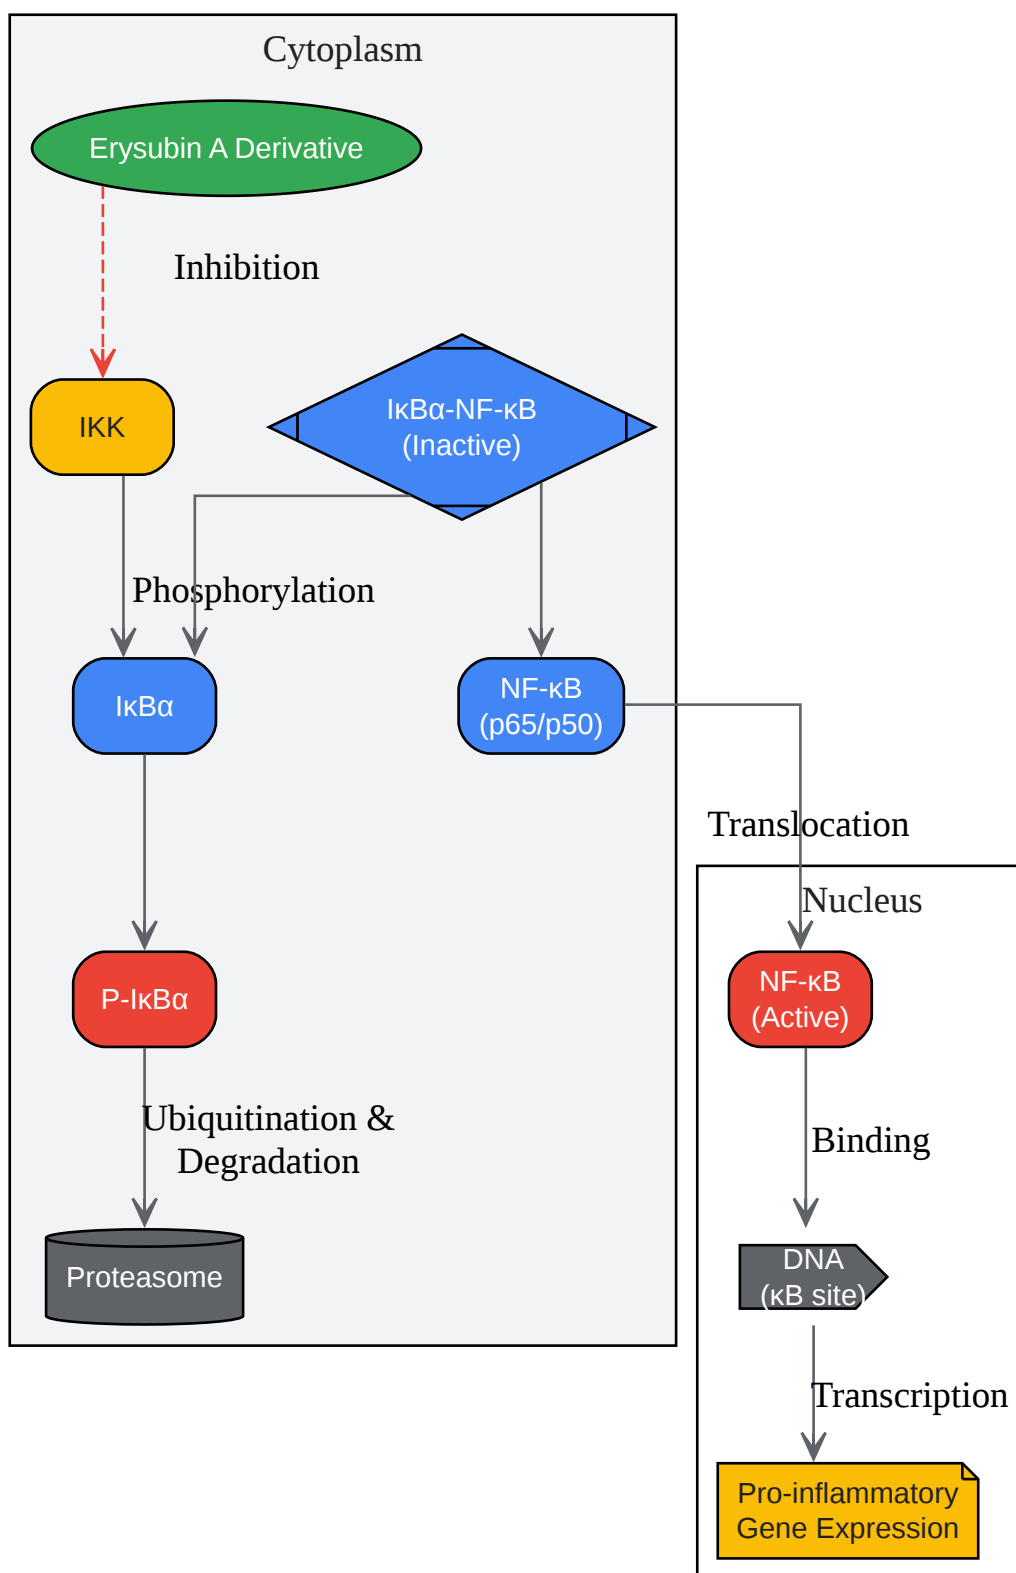 Cytoplasm
Erysubin A Derivative
Inhibition
IKK
IκBα-NF-κB
(Inactive)
Phosphorylation
IκBα
NF-κB
(p65/p50)
Translocation
Nucleus
P-IκBα
NF-κB
(Active)
Ubiquitination &
Degradation
Binding
Proteasome
DNA
(κB site)
Transcription
Pro-inflammatory
Gene Expression